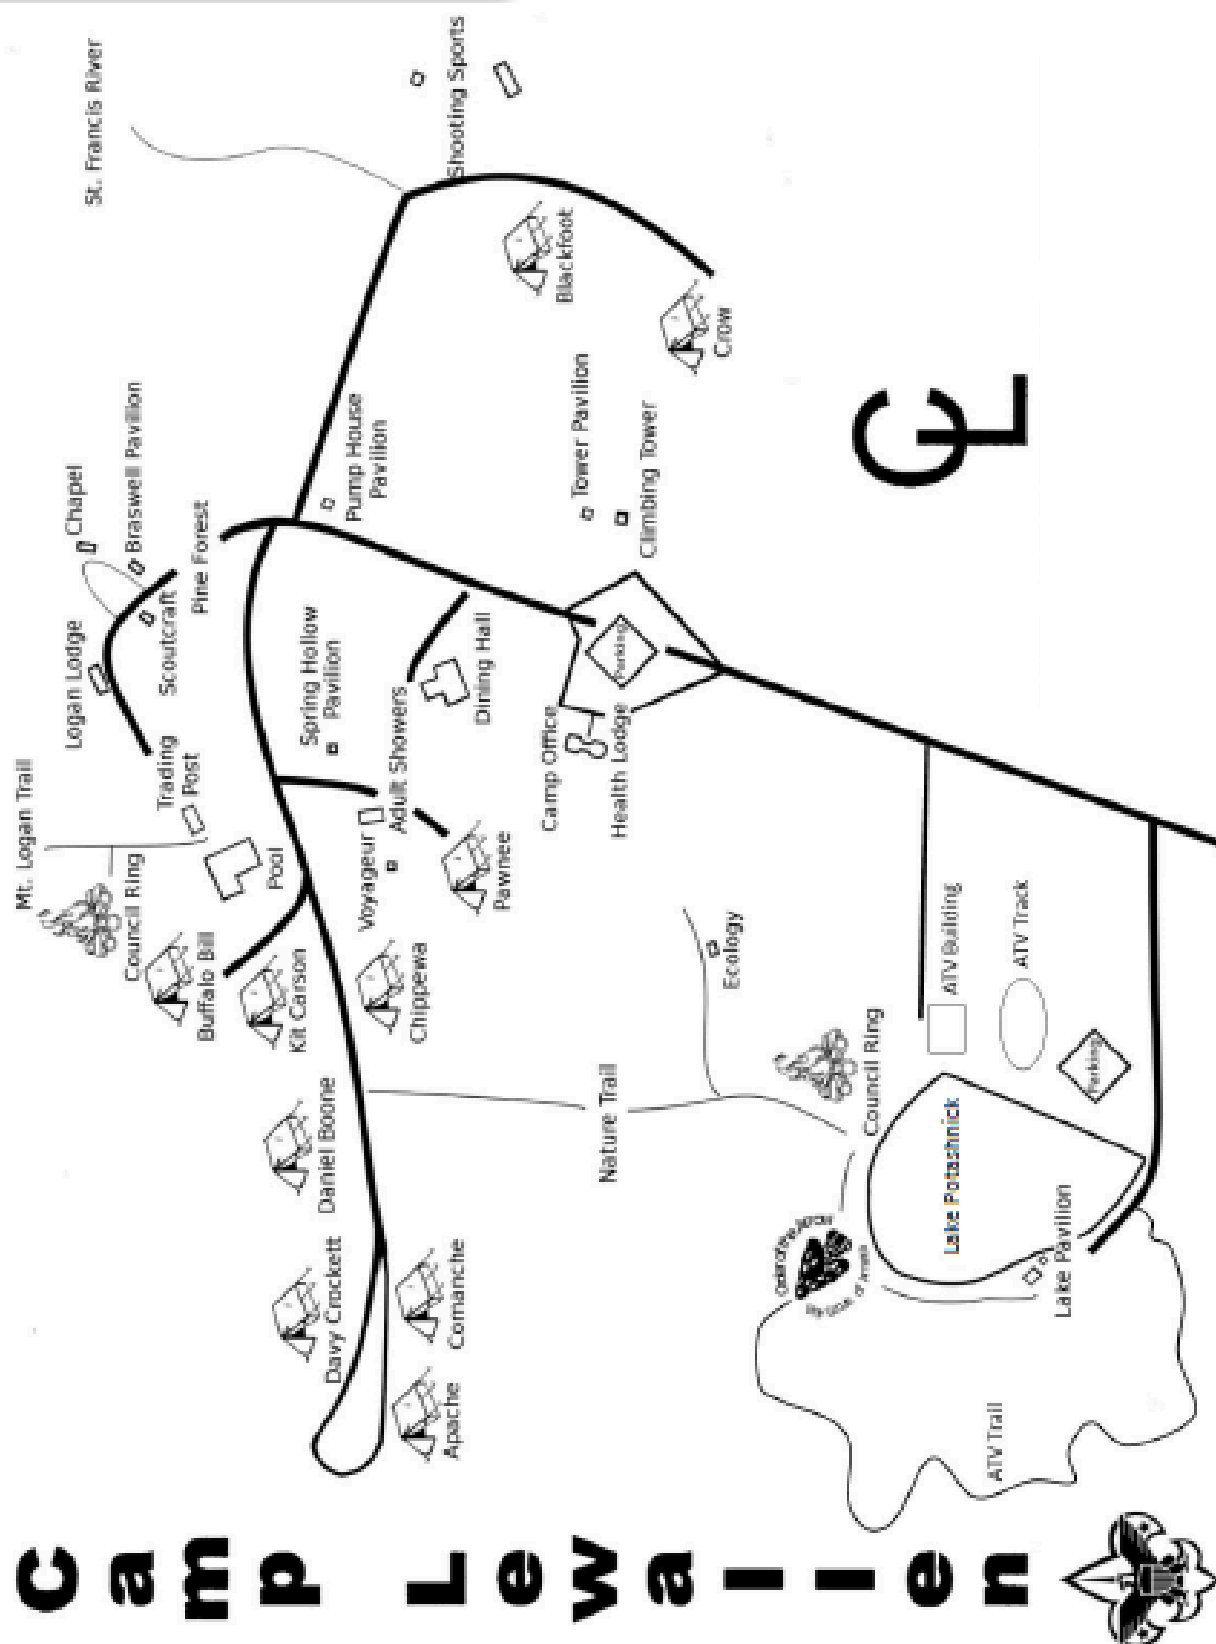 Camp Lewallen
St. Francis River
Shooting Sports
Blackfoot
Crow
Chapel
Braswell Pavilion
Pine Forest
Pump House
Pavilion
Tower Pavilion
Climbing Tower
Logan Lodge
Scoutcraft
Spring Hollow
Pavilion
Trading
Post
Adult Showers
Dining Hall
Parking
Camp Office
Health Lodge
Mt. Logan Trail
Council Ring
Pool
Voyageur
Pawnee
Buffalo Bill
Kit Carson
Chippewa
Daniel Boone
Davy Crockett
Comanche
Apache
Nature Trail
Ecology
Council Ring
ATV Building
ATV Track
Parking
Lake Potashnick
Lake Pavilion
ATV Trail
CL